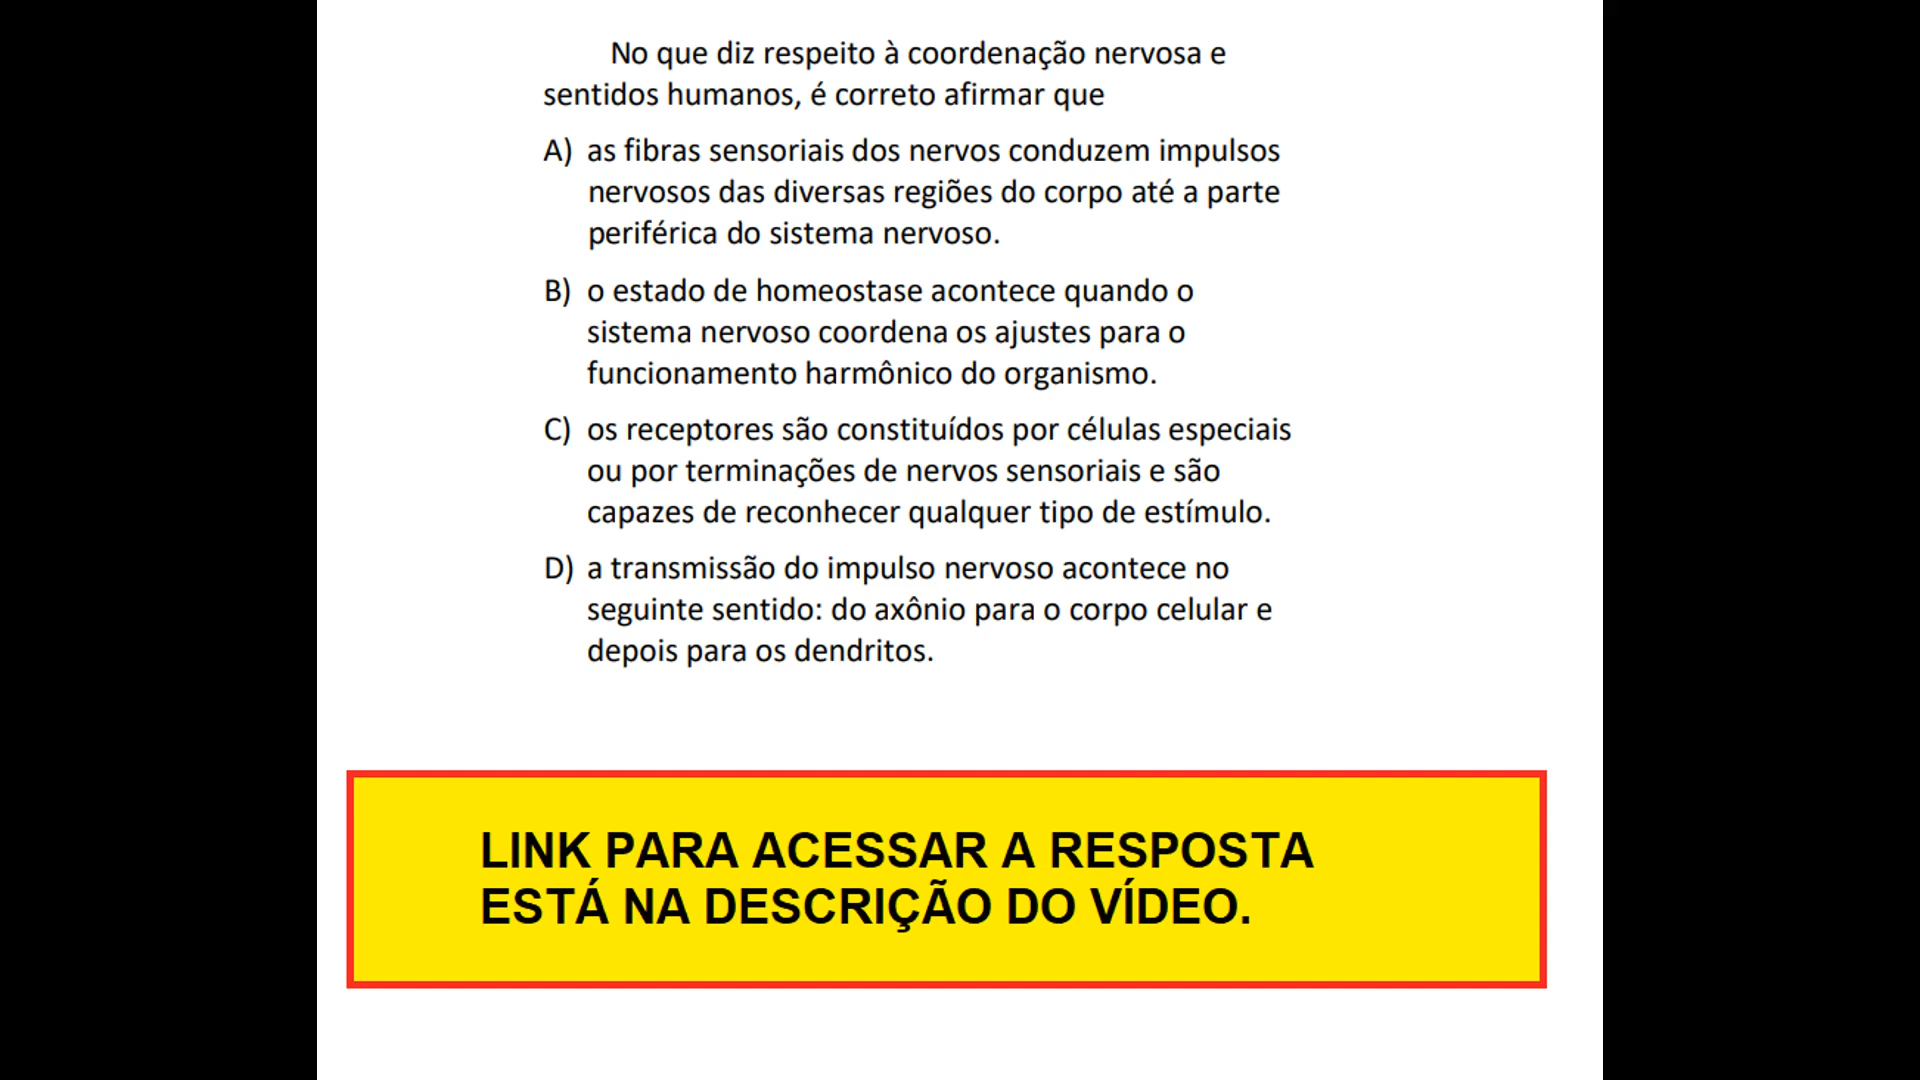 No que diz respeito à coordenação nervosa e
sentidos humanos, é correto afirmar que
A) as fibras sensoriais dos nervos conduzem impulsos
nervosos das diversas regiões do corpo até a parte
periférica do sistema nervoso.
B) o estado de homeostase acontece quando o
sistema nervoso coordena os ajustes para o
funcionamento harmônico do organismo.
C) os receptores são constituídos por células especiais
ou por terminações de nervos sensoriais e são
capazes de reconhecer qualquer tipo de estímulo.
D) a transmissão do impulso nervoso acontece no
seguinte sentido: do axônio para o corpo celular e
depois para os dendritos.
LINK PARA ACESSAR A RESPOSTA
ESTÁ NA DESCRIÇÃO DO VÍDEO.